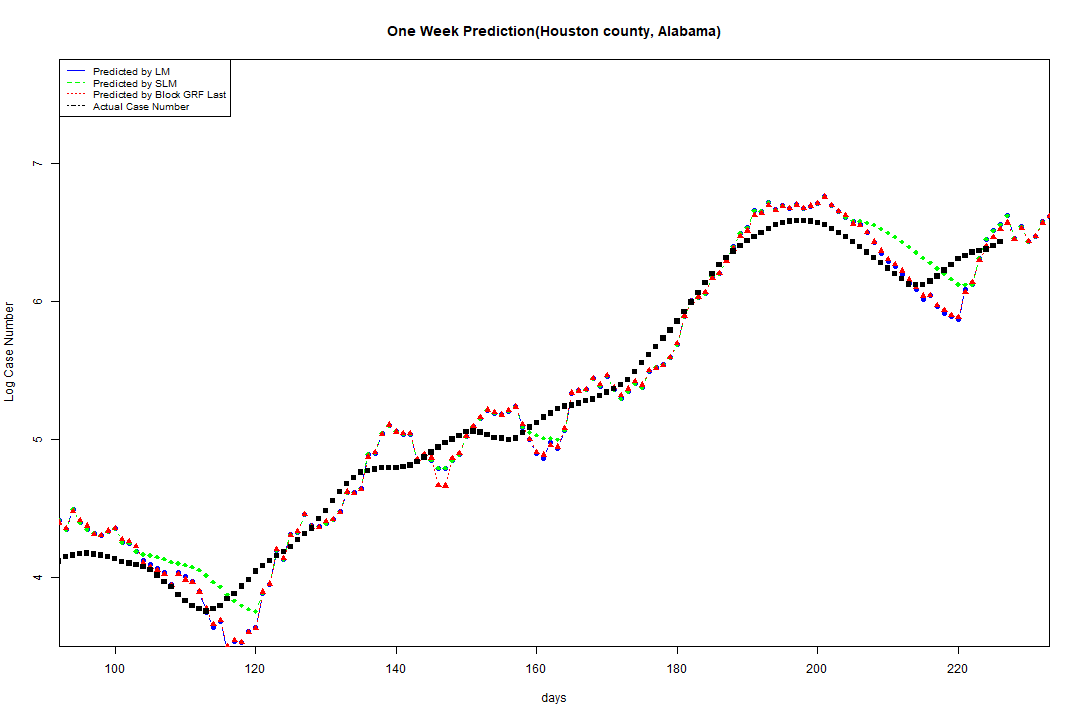 One Week Prediction(Houston county, Alabama)
Predicted by LM
Predicted by SLM
Predicted by Block GRF Last
Actual Case Number
7
6
5
4
Log Case Number
100 120 140 160 180 200 220
days